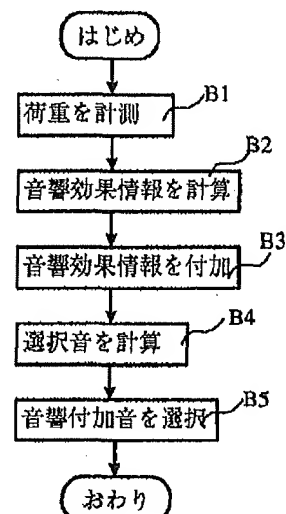 はじめ
荷重を計測
B1
音響効果情報を計算
B2
音響効果情報を付加
B3
選択音を計算
B4
音響付加音を選択
B5
おわり